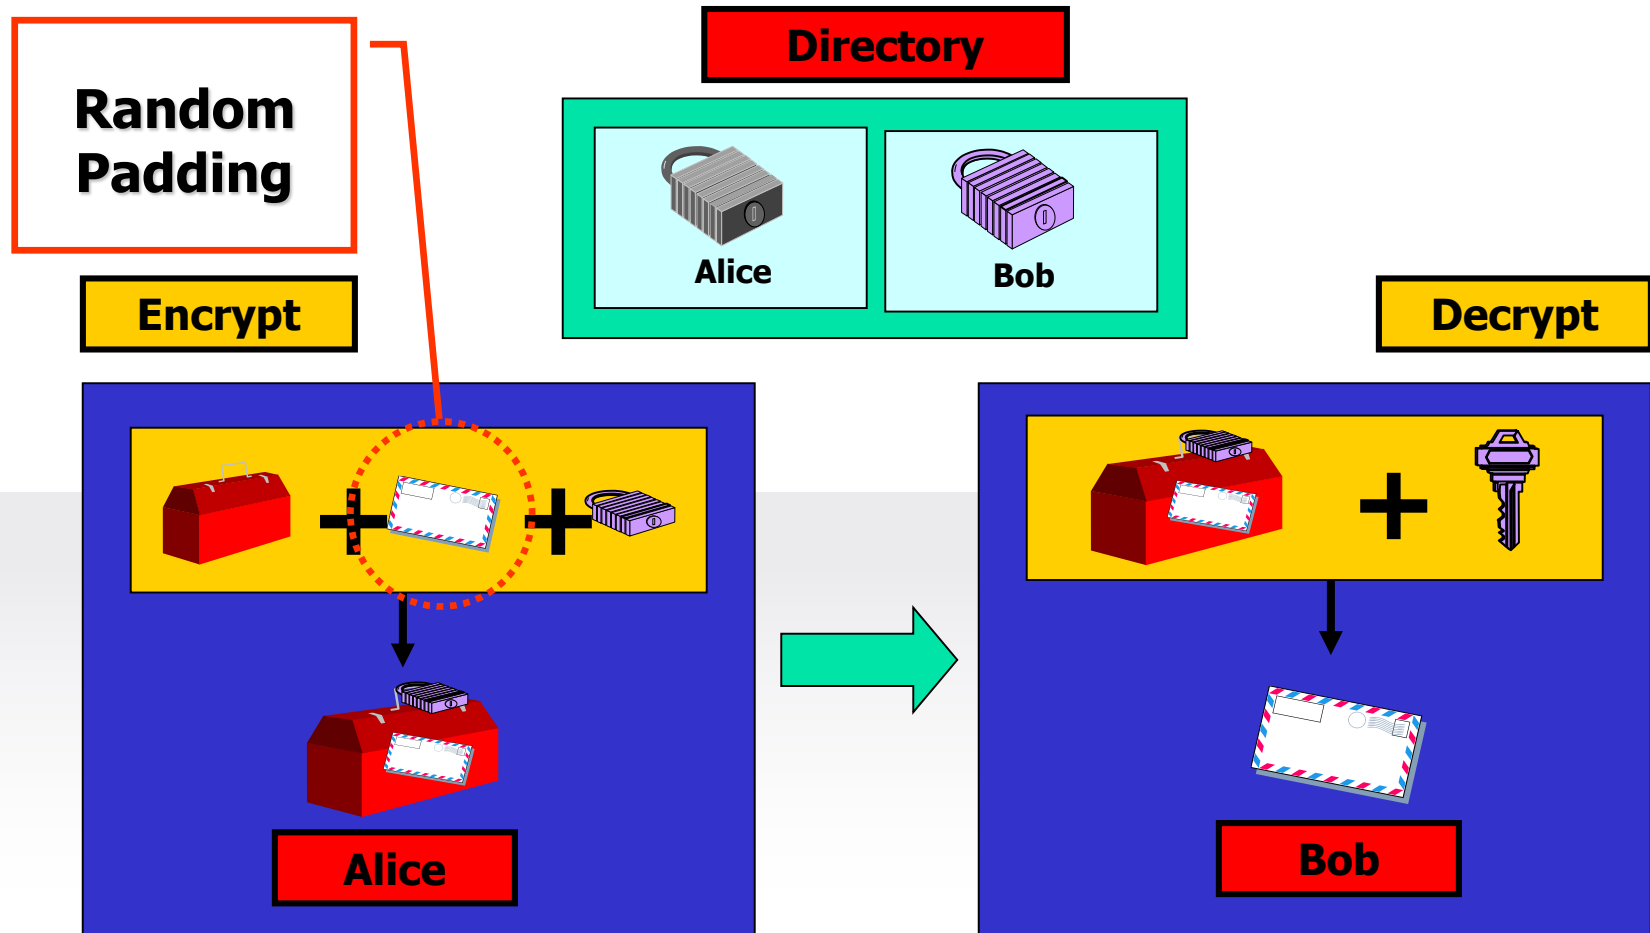 Random
Padding
Directory
Alice
Bob
Encrypt
Decrypt
Alice
Bob